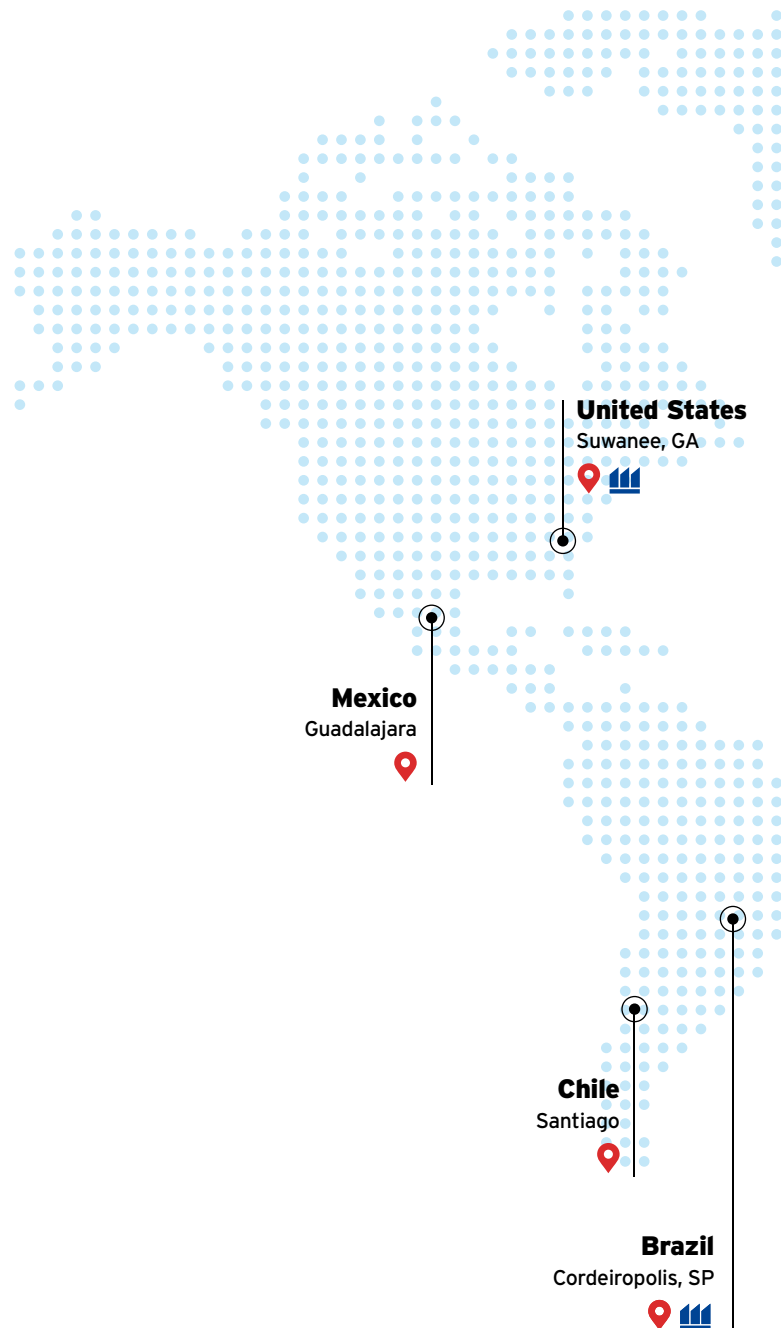 United States
Suwanee, GA
Mexico
Guadalajara
Chile
Santiago
Brazil
Cordeiropolis, SP